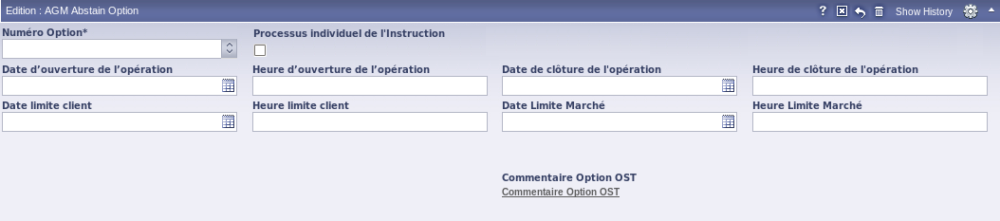 Edition : AGM Abstain Option
? Show History
Numéro Option* Processus individuel de l'Instruction
Date d’ouverture de l’opération Heure d’ouverture de l’opération Date de clôture de l'opération Heure de clôture de l'opération
Date limite client Heure limite client Date Limite Marché Heure Limite Marché
Commentaire Option OST
Commentaire Option OST